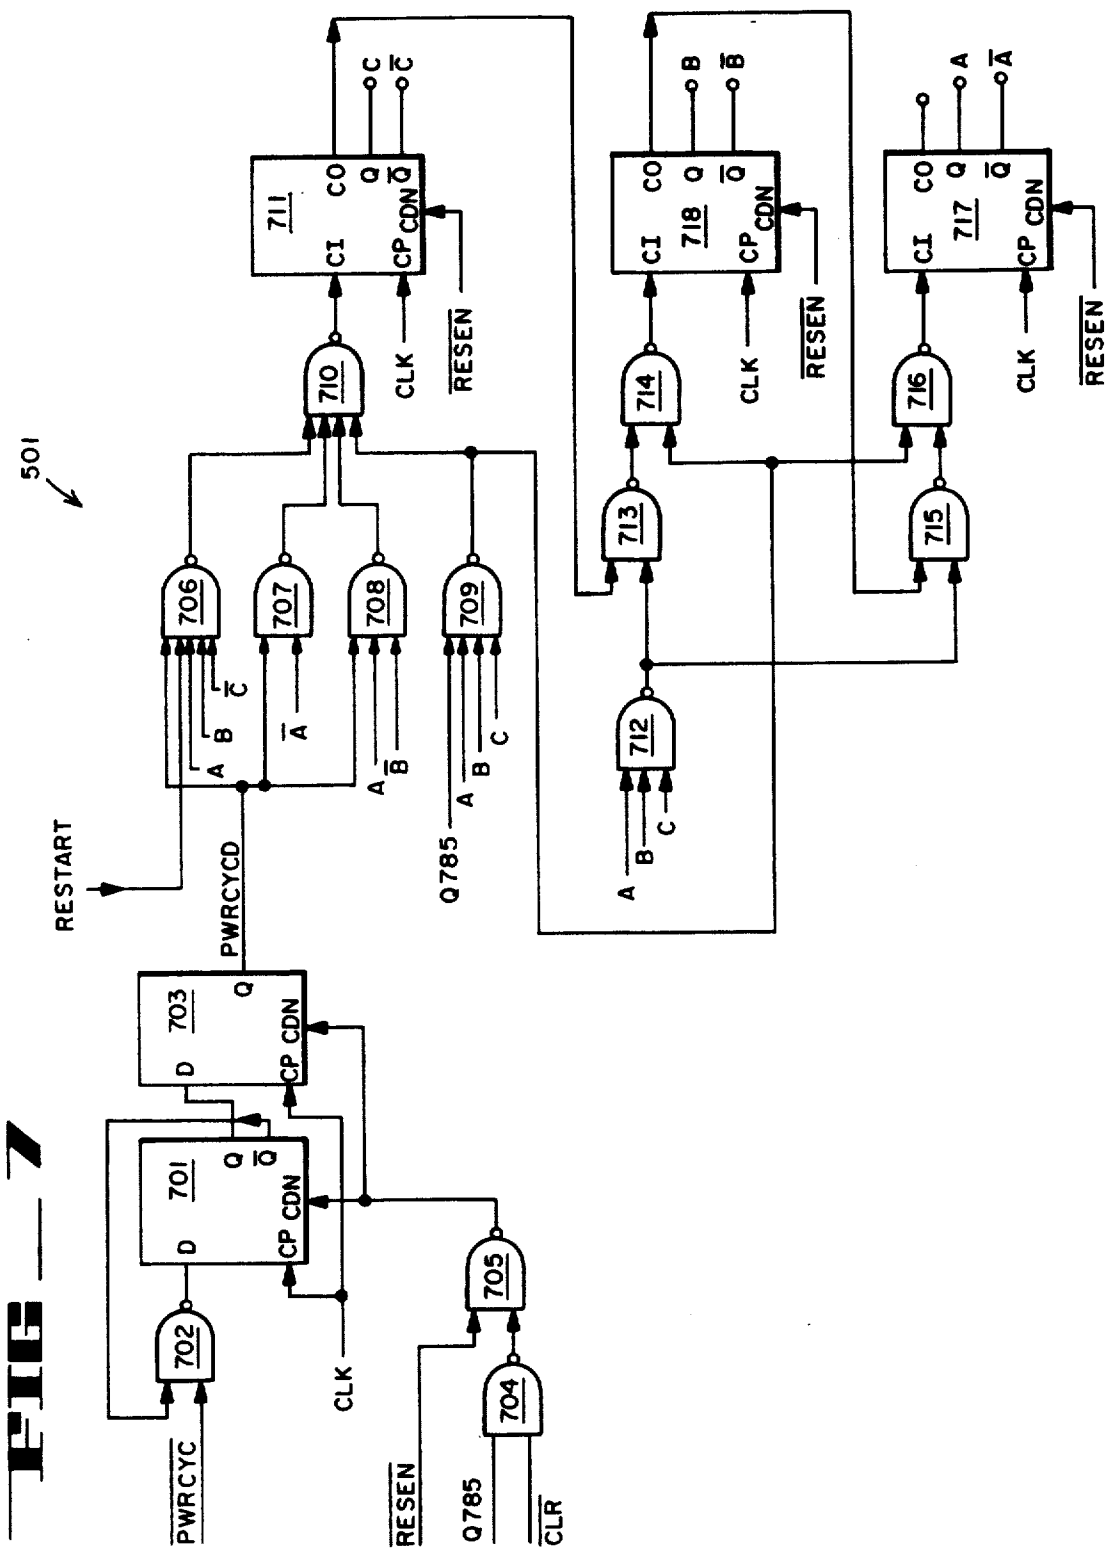 FIG_7
501
RESTART
PWRCYCD
PWRCYC
RESEN
Q785
CLR
CLK
702
D
701
Q
Q
CP
CDN
D
703
Q
CP
CDN
704
705
706
A
B
C
707
A
708
A
B
709
Q785
A
B
C
710
CI
711
CO
Q
Q
CP
CDN
C
C
CLK
RESEN
712
A
B
C
713
714
CI
718
CO
Q
Q
CP
CDN
B
B
CLK
RESEN
715
716
CI
717
CO
Q
Q
CP
CDN
A
A
CLK
RESEN